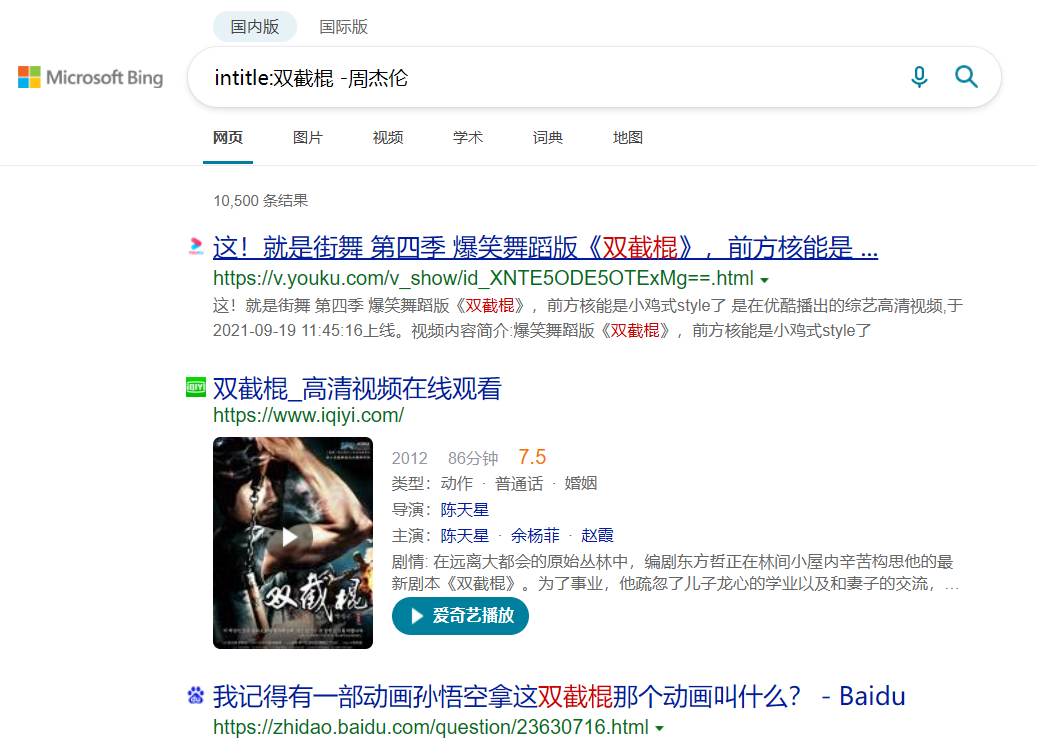 国内版 国际版
Microsoft Bing
intitle:双截棍 -周杰伦
网页 图片 视频 学术 词典 地图
10,500 条结果
这！就是街舞 第四季 爆笑舞蹈版《双截棍》，前方核能是 ...
https://v.youku.com/v_show/id_XNTE5ODE5OTExMg==.html
这！就是街舞 第四季 爆笑舞蹈版《双截棍》，前方核能是小鸡式style了 是在优酷播出的综艺高清视频,于
2021-09-19 11:45:16上线。视频内容简介:爆笑舞蹈版《双截棍》，前方核能是小鸡式style了
双截棍_高清视频在线观看
https://www.iqiyi.com/
2012 86分钟 7.5
类型：动作 · 普通话 · 婚姻
导演：陈天星
主演：陈天星 · 余杨菲 · 赵霞
剧情: 在远离大都会的原始丛林中，编剧东方哲正在林间小屋内辛苦构思他的最
新剧本《双截棍》。为了事业，他疏忽了儿子龙心的学业以及和妻子的交流，...
双截棍
爱奇艺播放
我记得有一部动画孙悟空拿这双截棍那个动画叫什么？ - Baidu
https://zhidao.baidu.com/question/23630716.html